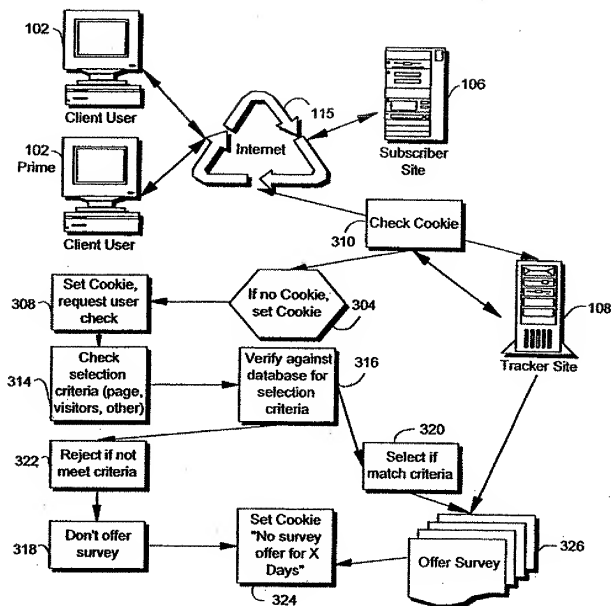 102
Client User
102
Prime
Client User
115
Internet
106
Subscriber
Site
Check Cookie
310
Set Cookie,
request user
check
308
If no Cookie,
set Cookie
304
108
Tracker Site
Check
selection
criteria (page,
visitors, other)
314
Verify against
database for
selection
criteria
316
320
Select if
match criteria
Reject if not
meet criteria
322
Don't offer
survey
318
Set Cookie
"No survey
offer for X
Days"
324
Offer Survey
326